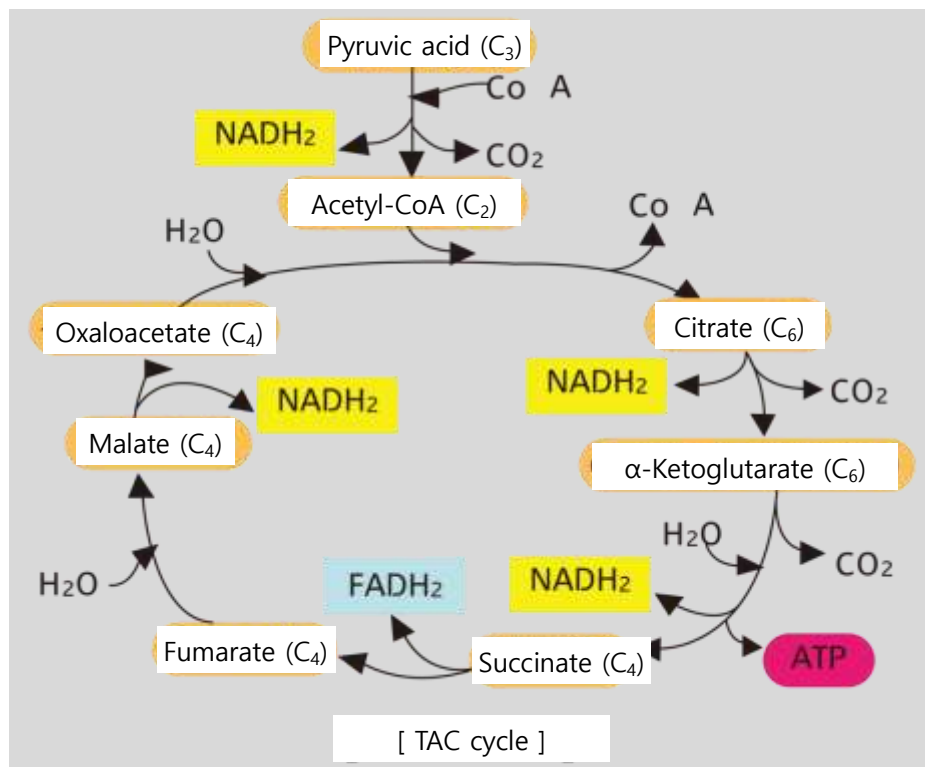 Pyruvic acid (C₃)
Co A
NADH₂
CO₂
Acetyl-CoA (C₂)
Co A
H₂O
Oxaloacetate (C₄)
Citrate (C₆)
NADH₂
NADH₂
CO₂
Malate (C₄)
α-Ketoglutarate (C₆)
H₂O
CO₂
H₂O
FADH₂
NADH₂
Fumarate (C₄)
Succinate (C₄)
ATP
[ TAC cycle ]